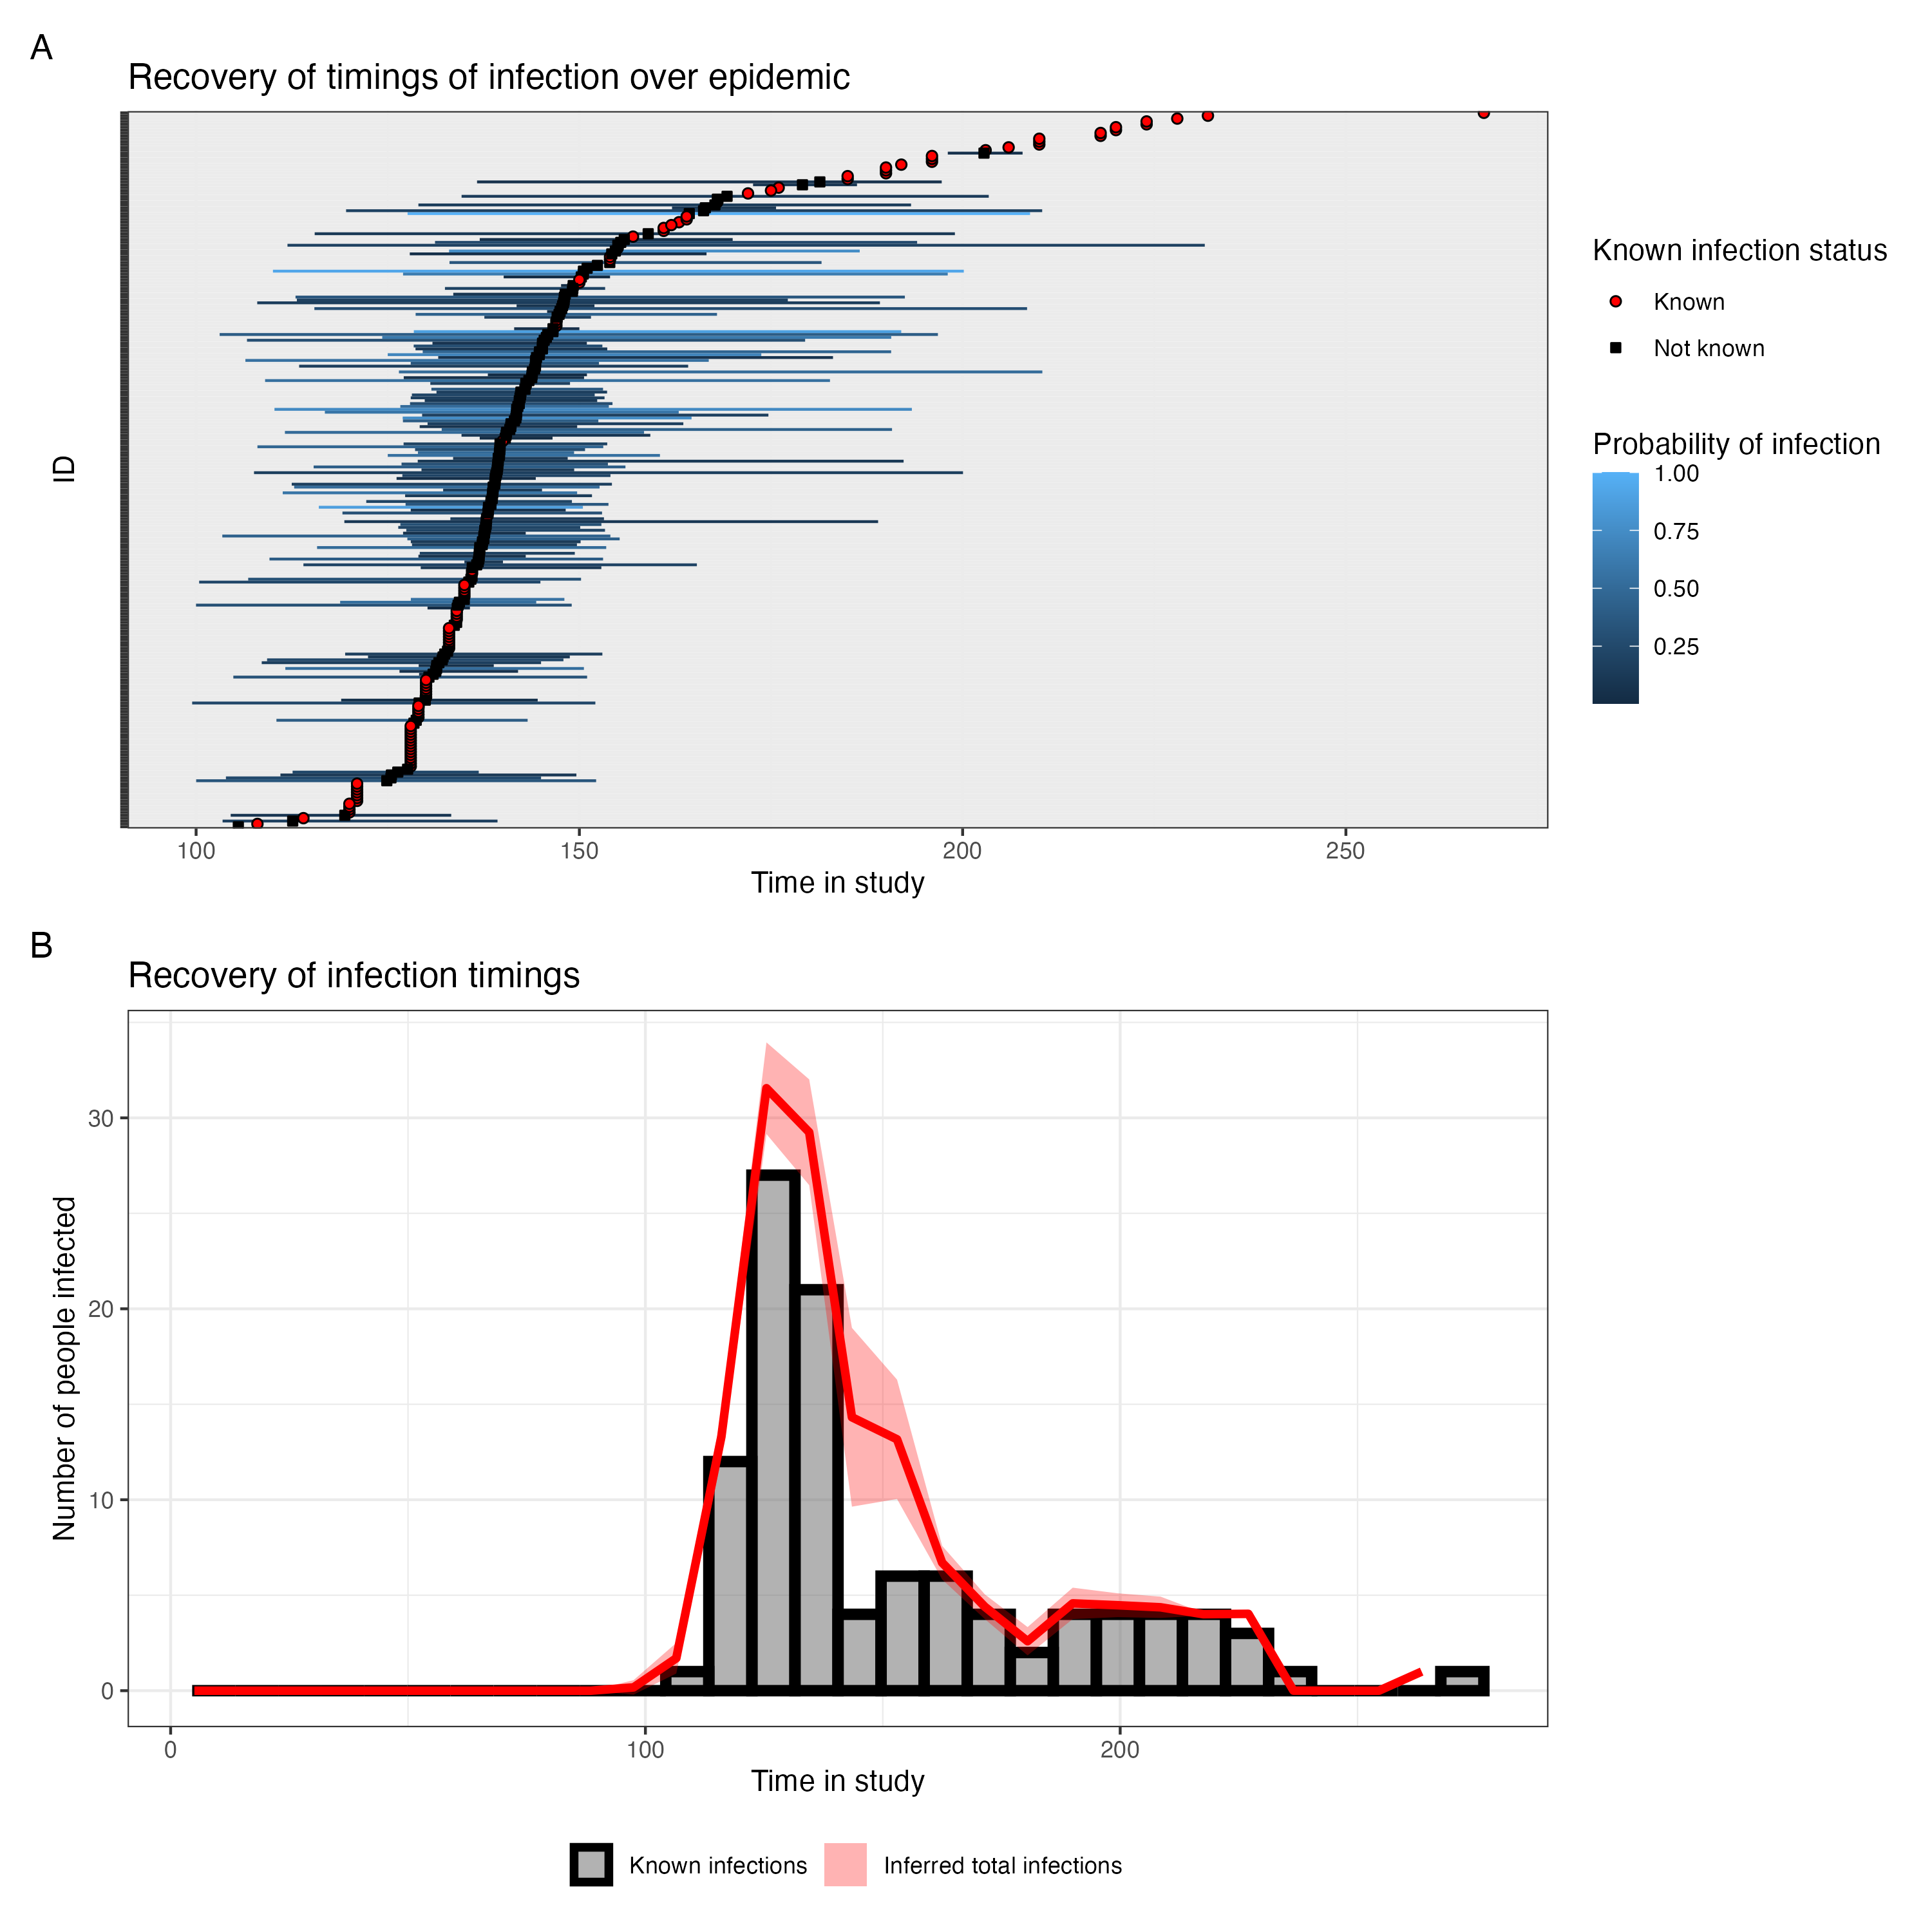 A
Recovery of timings of infection over epidemic
ID
100 150 200 250
Time in study
Known infection status
Known
Not known
Probability of infection
1.00
0.75
0.50
0.25
B
Recovery of infection timings
Number of people infected
30
20
10
0
0 100 200
Time in study
Known infections Inferred total infections